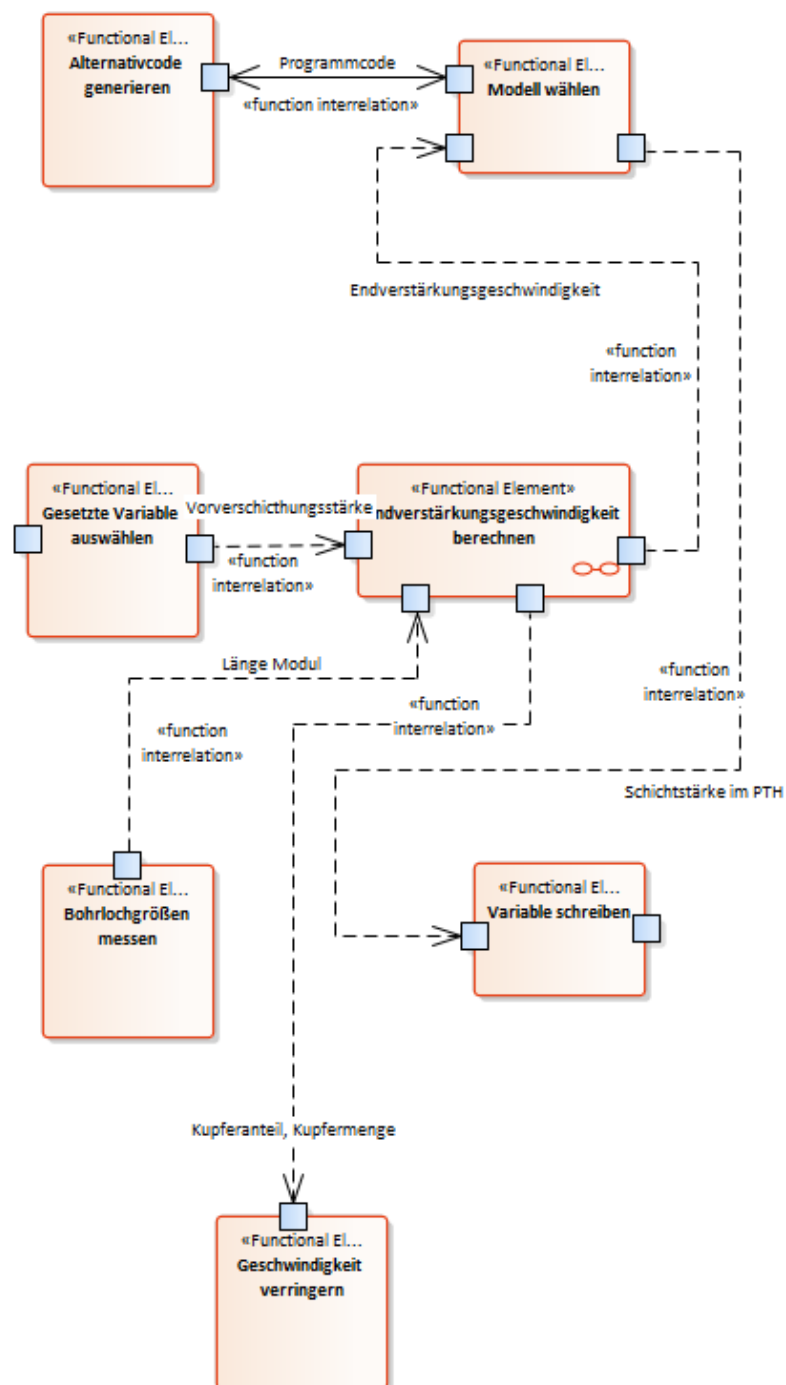 «Functional El...
Alternativcode
generieren
Programmcode
«function interrelation»
«Functional El...
Modell wählen
Endverstärkungsgeschwindigkeit
«function
interrelation»
«Functional El...
Gesetzte Variable
auswählen
Vorverschicthungsstärke
«function
interrelation»
«Functional Element»
ndverstärkungsgeschwindigkeit
berechnen
Länge Modul
«function
interrelation»
«function
interrelation»
«function
interrelation»
Schichtstärke im PTH
«Functional El...
Bohrlochgrößen
messen
«Functional El...
Variable schreiben
Kupferanteil, Kupfermenge
«Functional El...
Geschwindigkeit
verringern